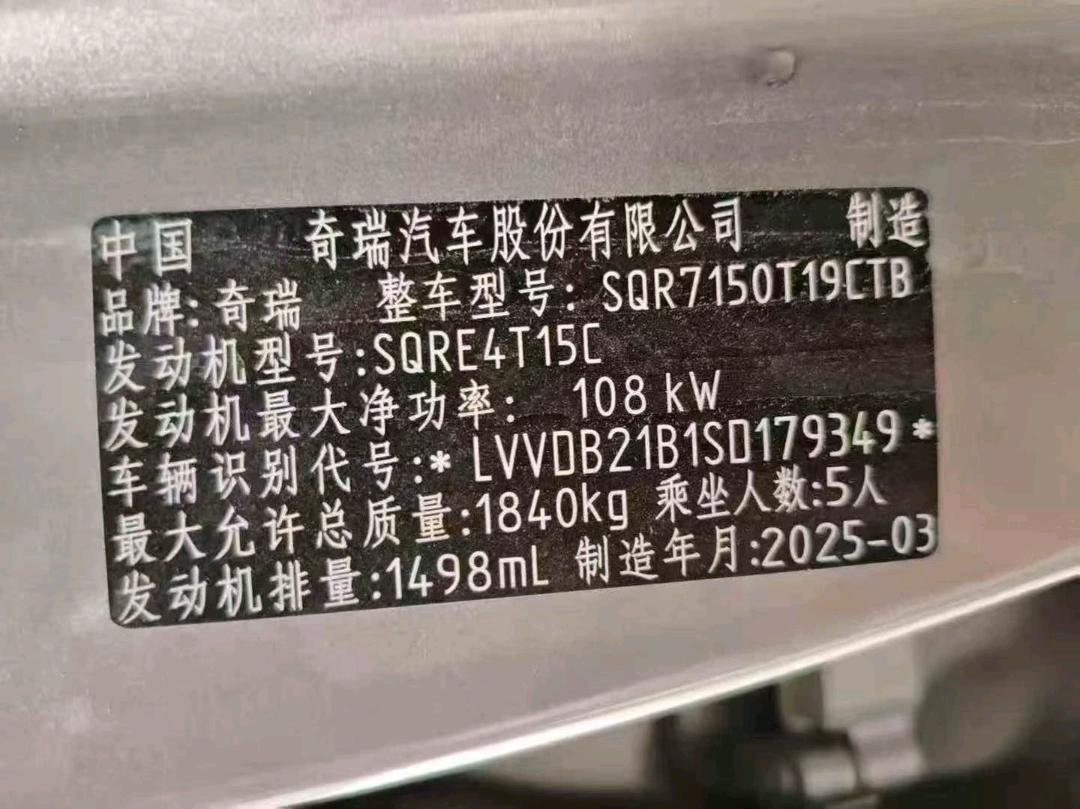 中国 奇瑞汽车股份有限公司 制造
品牌:奇瑞 整车型号:SQR7150T19CTB
发动机型号:SQRE4T15C
发动机最大净功率: 108 kW
车辆识别代号:* LVVDB21B1SD179349 *
最大允许总质量:1840kg 乘坐人数:5人
发动机排量:1498mL 制造年月:2025-03